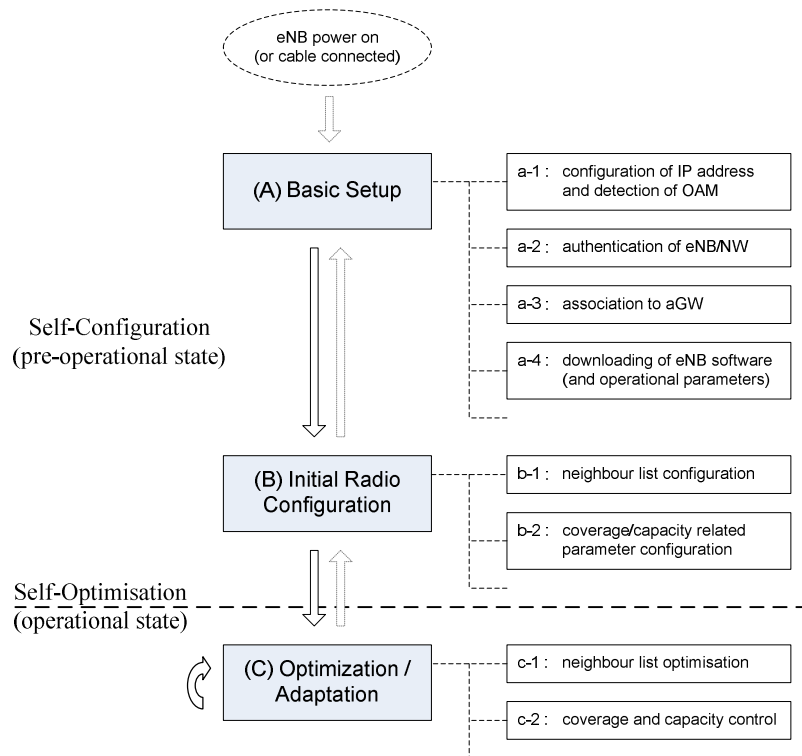 eNB power on
(or cable connected)
(A) Basic Setup
a-1 : configuration of IP address
and detection of OAM
a-2 : authentication of eNB/NW
a-3 : association to aGW
a-4 : downloading of eNB software
(and operational parameters)
Self-Configuration
(pre-operational state)
(B) Initial Radio
Configuration
b-1 : neighbour list configuration
b-2 : coverage/capacity related
parameter configuration
Self-Optimisation
(operational state)
(C) Optimization /
Adaptation
c-1 : neighbour list optimisation
c-2 : coverage and capacity control